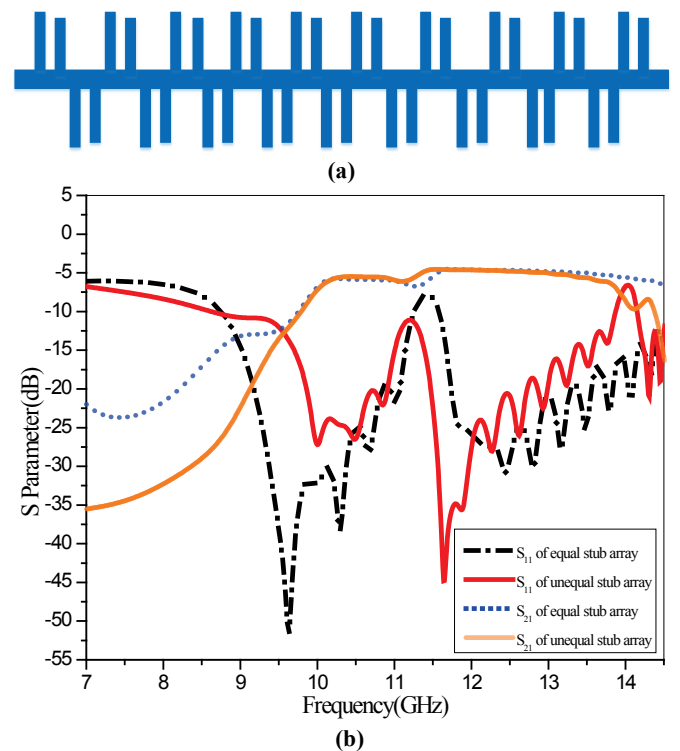 (a)
5
0
-5
-10
-15
-20
-25
-30
-35
-40
-45
-50
-55
S Parameter(dB)
S11 of equal stub array
S11 of unequal stub array
S21 of equal stub array
S21 of unequal stub array
7 8 9 10 11 12 13 14
Frequency(GHz)
(b)